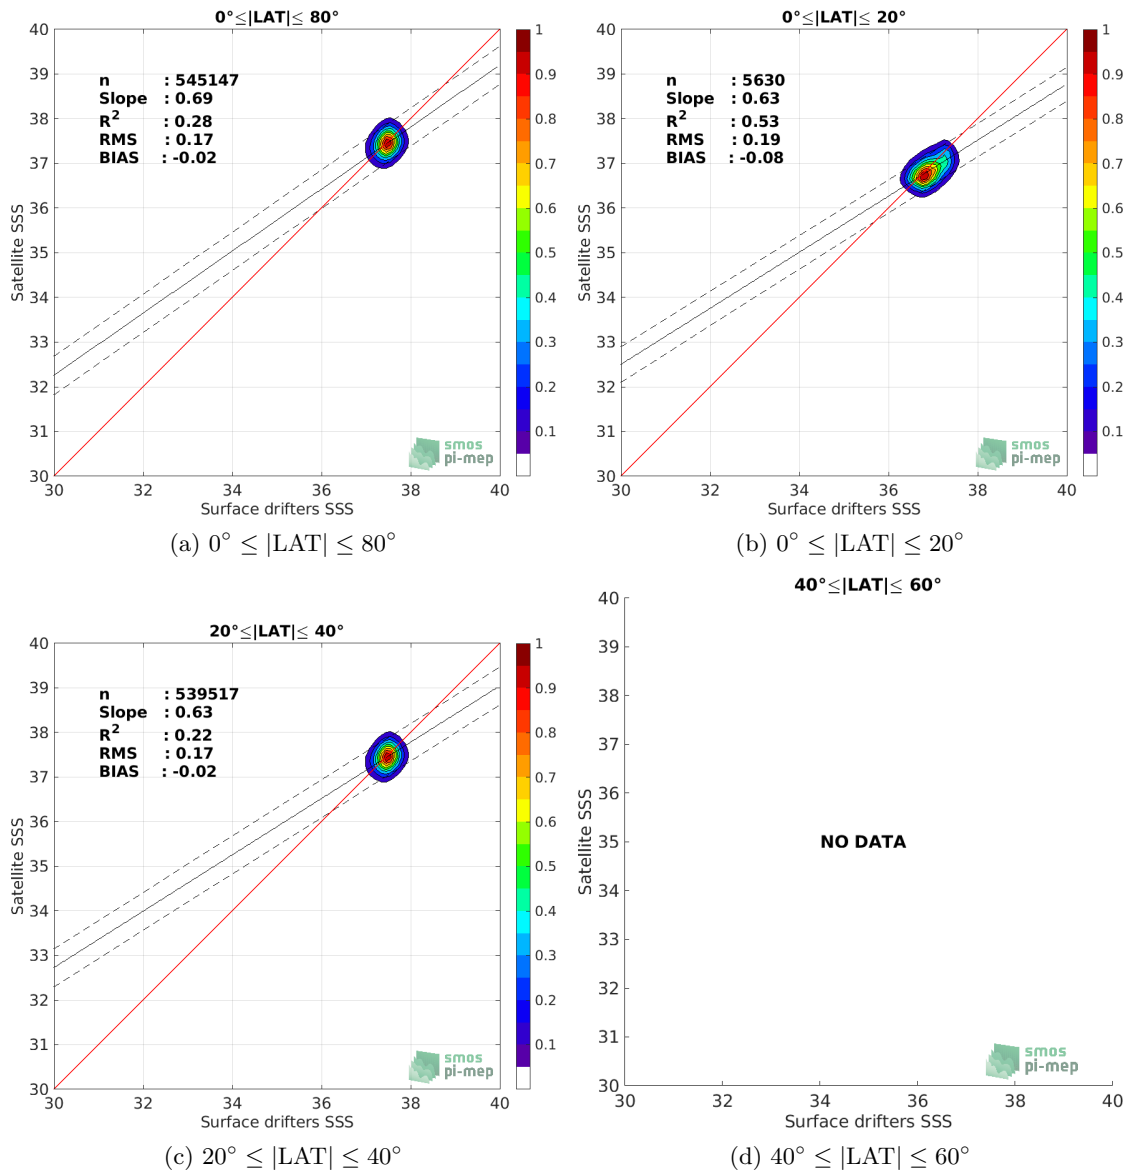 0°≤|LAT|≤ 80°
Satellite SSS
40
39
38
37
36
35
34
33
32
31
30
n : 545147
Slope : 0.69
R² : 0.28
RMS : 0.17
BIAS : -0.02
smos
pi-mep
30 32 34 36 38 40
Surface drifters SSS
1
0.9
0.8
0.7
0.6
0.5
0.4
0.3
0.2
0.1
(a) 0° ≤ |LAT| ≤ 80°
0°≤|LAT|≤ 20°
Satellite SSS
40
39
38
37
36
35
34
33
32
31
30
n : 5630
Slope : 0.63
R² : 0.53
RMS : 0.19
BIAS : -0.08
smos
pi-mep
30 32 34 36 38 40
Surface drifters SSS
1
0.9
0.8
0.7
0.6
0.5
0.4
0.3
0.2
0.1
(b) 0° ≤ |LAT| ≤ 20°
20°≤|LAT|≤ 40°
Satellite SSS
40
39
38
37
36
35
34
33
32
31
30
n : 539517
Slope : 0.63
R² : 0.22
RMS : 0.17
BIAS : -0.02
smos
pi-mep
30 32 34 36 38 40
Surface drifters SSS
1
0.9
0.8
0.7
0.6
0.5
0.4
0.3
0.2
0.1
(c) 20° ≤ |LAT| ≤ 40°
40°≤|LAT|≤ 60°
Satellite SSS
40
39
38
37
36
35
34
33
32
31
30
NO DATA
smos
pi-mep
30 32 34 36 38 40
Surface drifters SSS
(d) 40° ≤ |LAT| ≤ 60°